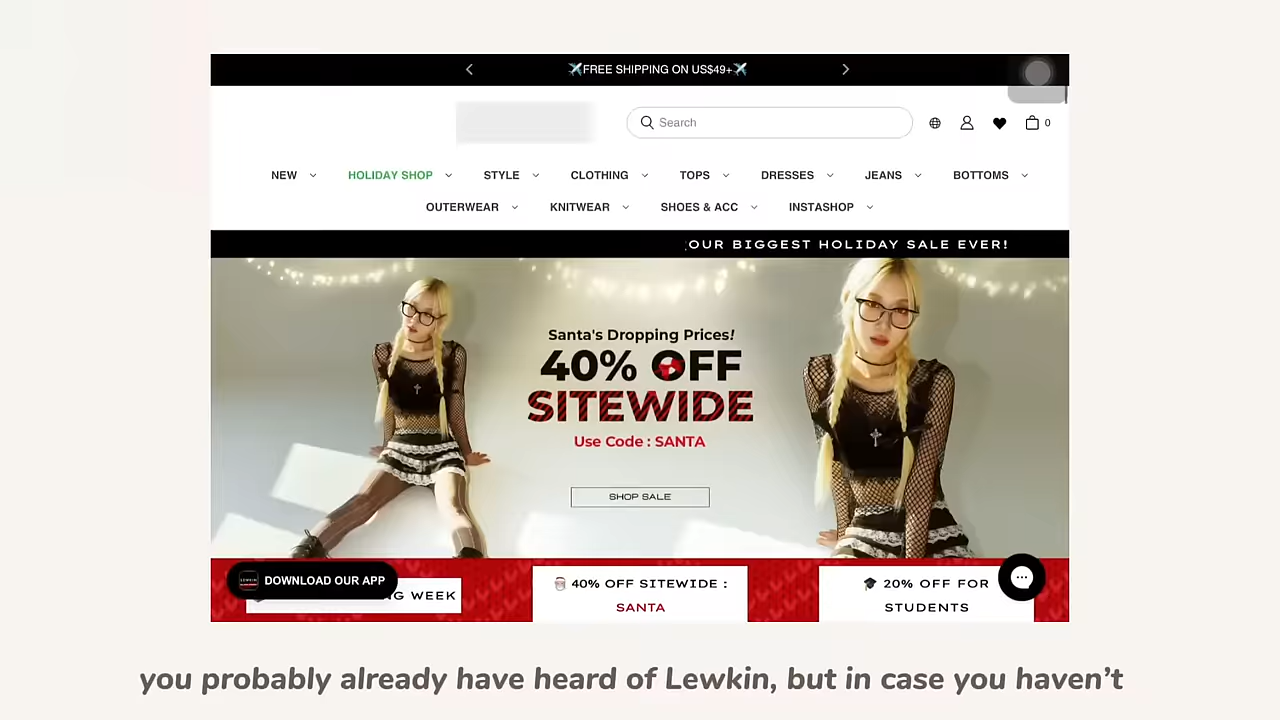 ✈️FREE SHIPPING ON US$49+✈️
Search
0
NEW HOLIDAY SHOP STYLE CLOTHING TOPS DRESSES JEANS BOTTOMS
OUTERWEAR KNITWEAR SHOES & ACC INSTASHOP
OUR BIGGEST HOLIDAY SALE EVER!
Santa's Dropping Prices!
40% OFF
SITEWIDE
Use Code : SANTA
SHOP SALE
LEWKIN
DOWNLOAD OUR APP
WEEK
40% OFF SITEWIDE :
SANTA
20% OFF FOR
STUDENTS
you probably already have heard of Lewkin, but in case you haven't